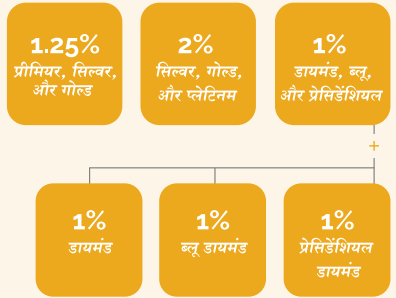 1.25%
प्रीमियर, सिल्वर,
और गोल्ड
2%
सिल्वर, गोल्ड,
और प्लेटिनम
1%
डायमंड, ब्लू,
और प्रेसिडेंशियल
+
1%
डायमंड
1%
ब्लू डायमंड
1%
प्रेसिडेंशियल
डायमंड